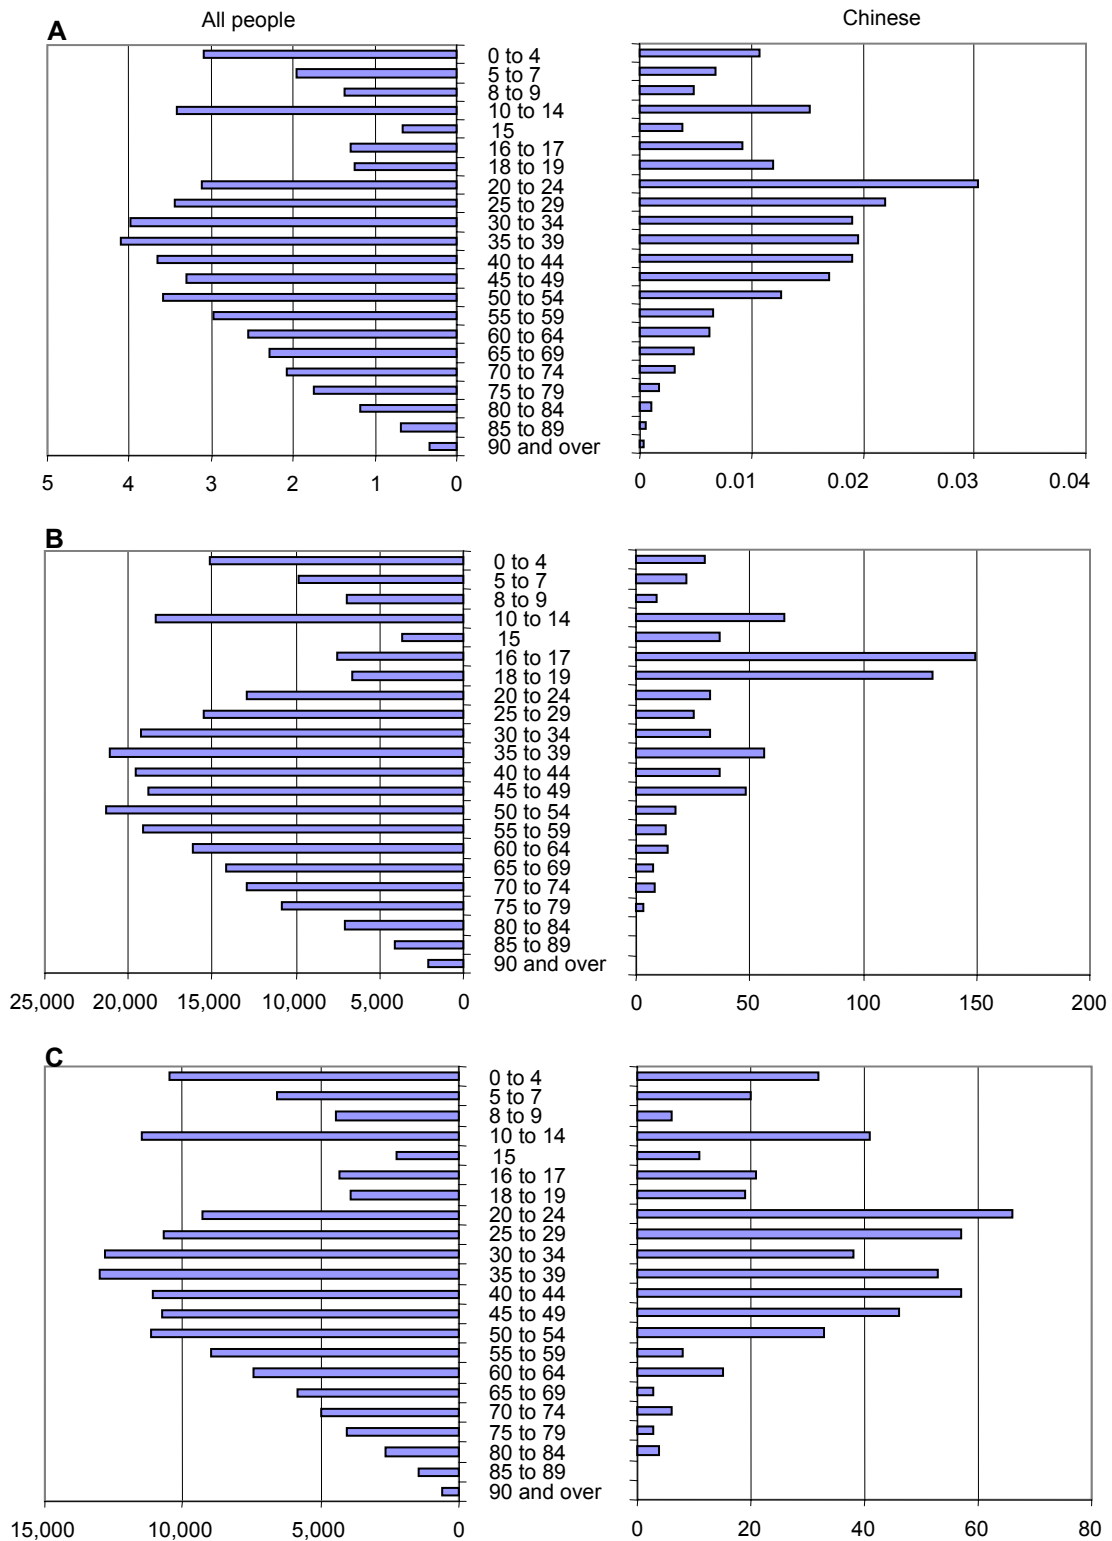 All people
Chinese
A
0 to 4
5 to 7
8 to 9
10 to 14
15
16 to 17
18 to 19
20 to 24
25 to 29
30 to 34
35 to 39
40 to 44
45 to 49
50 to 54
55 to 59
60 to 64
65 to 69
70 to 74
75 to 79
80 to 84
85 to 89
90 and over
5 4 3 2 1 0
0 0.01 0.02 0.03 0.04
B
0 to 4
5 to 7
8 to 9
10 to 14
15
16 to 17
18 to 19
20 to 24
25 to 29
30 to 34
35 to 39
40 to 44
45 to 49
50 to 54
55 to 59
60 to 64
65 to 69
70 to 74
75 to 79
80 to 84
85 to 89
90 and over
25,000 20,000 15,000 10,000 5,000 0
0 50 100 150 200
C
0 to 4
5 to 7
8 to 9
10 to 14
15
16 to 17
18 to 19
20 to 24
25 to 29
30 to 34
35 to 39
40 to 44
45 to 49
50 to 54
55 to 59
60 to 64
65 to 69
70 to 74
75 to 79
80 to 84
85 to 89
90 and over
15,000 10,000 5,000 0
0 20 40 60 80